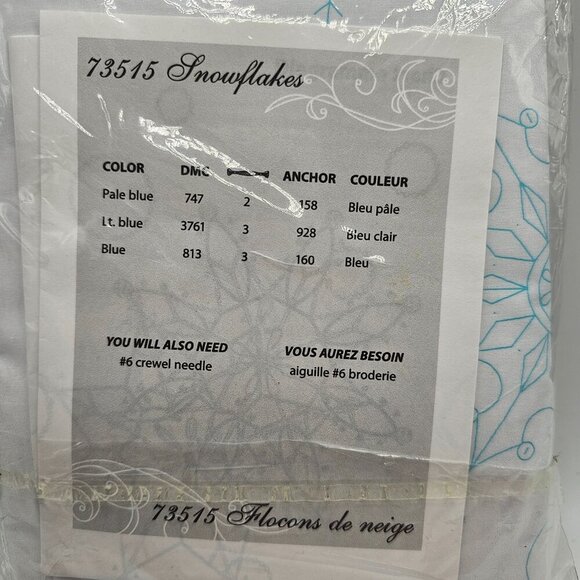 73515 Snowflakes
COLOR DMC ANCHOR COULEUR
Pale blue 747 2 158 Bleu pâle
Lt. blue 3761 3 928 Bleu clair
Blue 813 3 160 Bleu
YOU WILL ALSO NEED
#6 crewel needle
VOUS AUREZ BESOIN
aiguille #6 broderie
73515 Flocons de neige